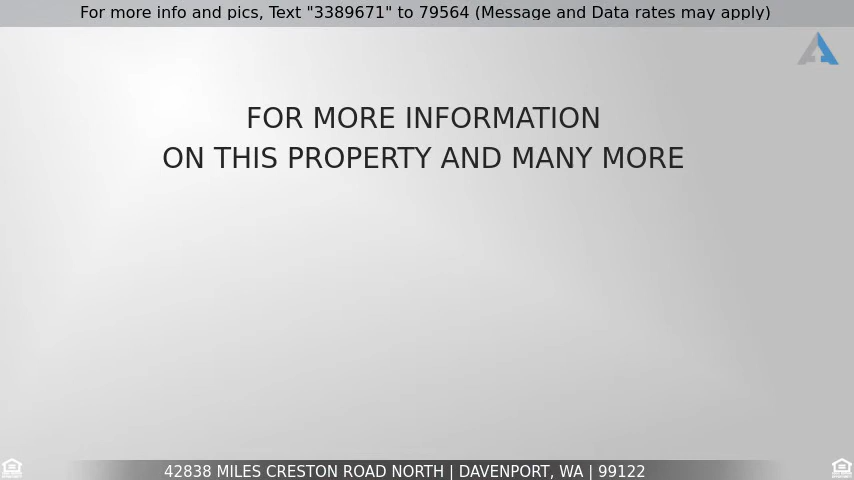 For more info and pics, Text "3389671" to 79564 (Message and Data rates may apply)
FOR MORE INFORMATION
ON THIS PROPERTY AND MANY MORE
42838 MILES CRESTON ROAD NORTH | DAVENPORT, WA | 99122